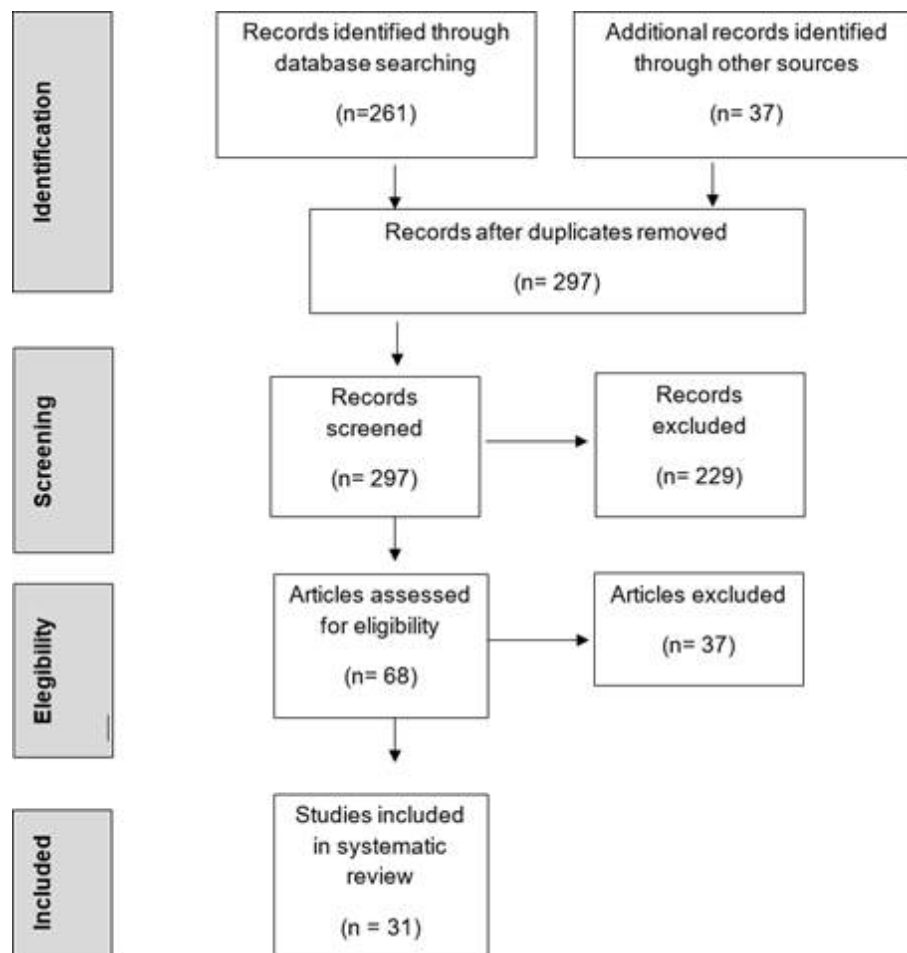 Identification
Records identified through
database searching
(n=261)
Additional records identified
through other sources
(n= 37)
Records after duplicates removed
(n= 297)
Screening
Records
screened
(n= 297)
Records
excluded
(n= 229)
Elegibility
Articles assessed
for eligibility
(n= 68)
Articles excluded
(n= 37)
Included
Studies included
in systematic
review
(n = 31)